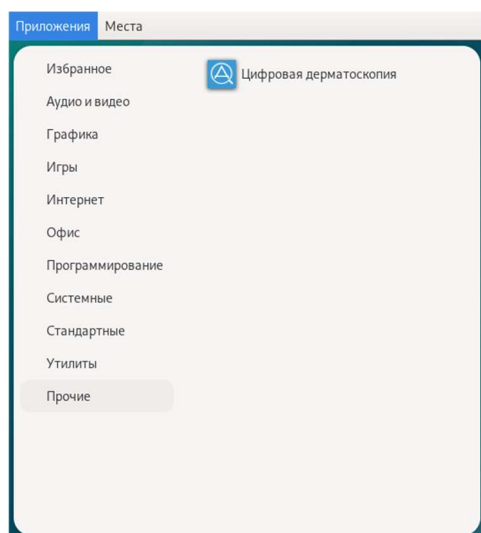 Приложения Места
Избранное
Цифровая дерматоскопия
Аудио и видео
Графика
Игры
Интернет
Офис
Программирование
Системные
Стандартные
Утилиты
Прочие